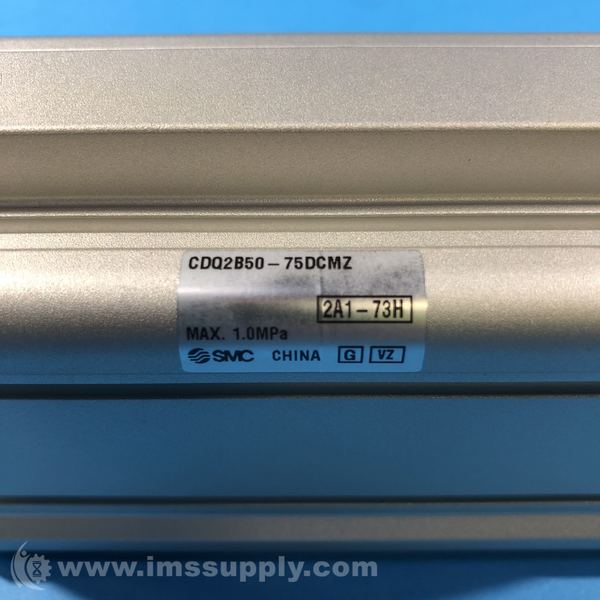 CDQ2B50-75DCMZ
2A1-73H
MAX. 1.0MPa
SMC CHINA G VZ
www.imssupply.com